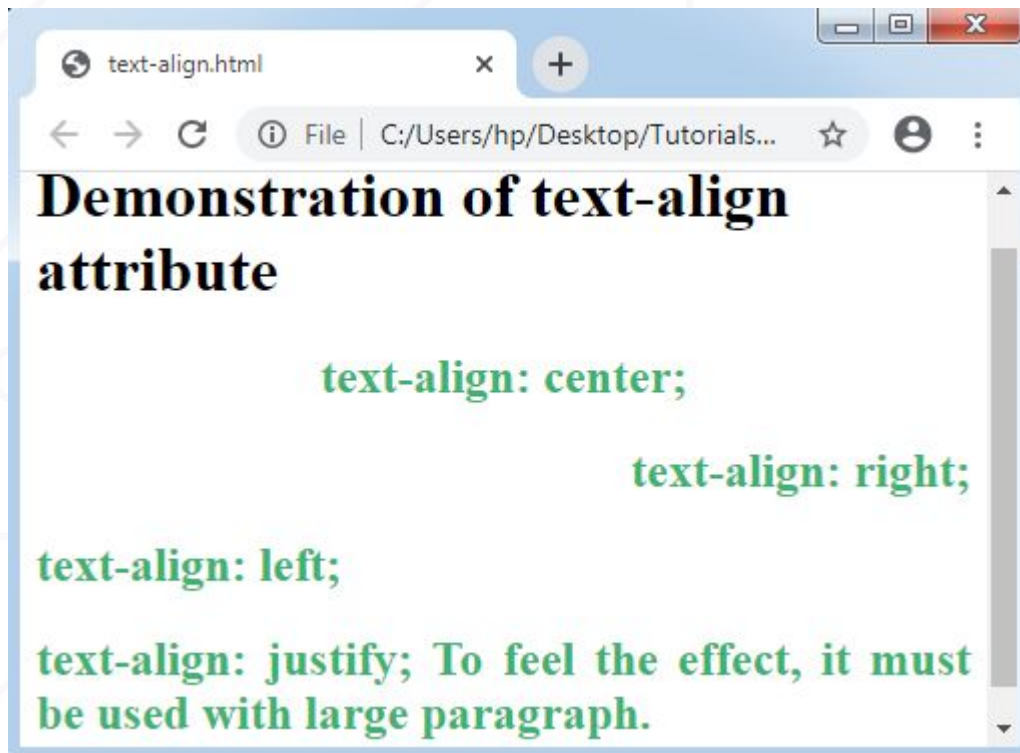 text-align.html
File | C:/Users/hp/Desktop/Tutorials...
Demonstration of text-align
attribute
text-align: center;
text-align: right;
text-align: left;
text-align: justify; To feel the effect, it must
be used with large paragraph.